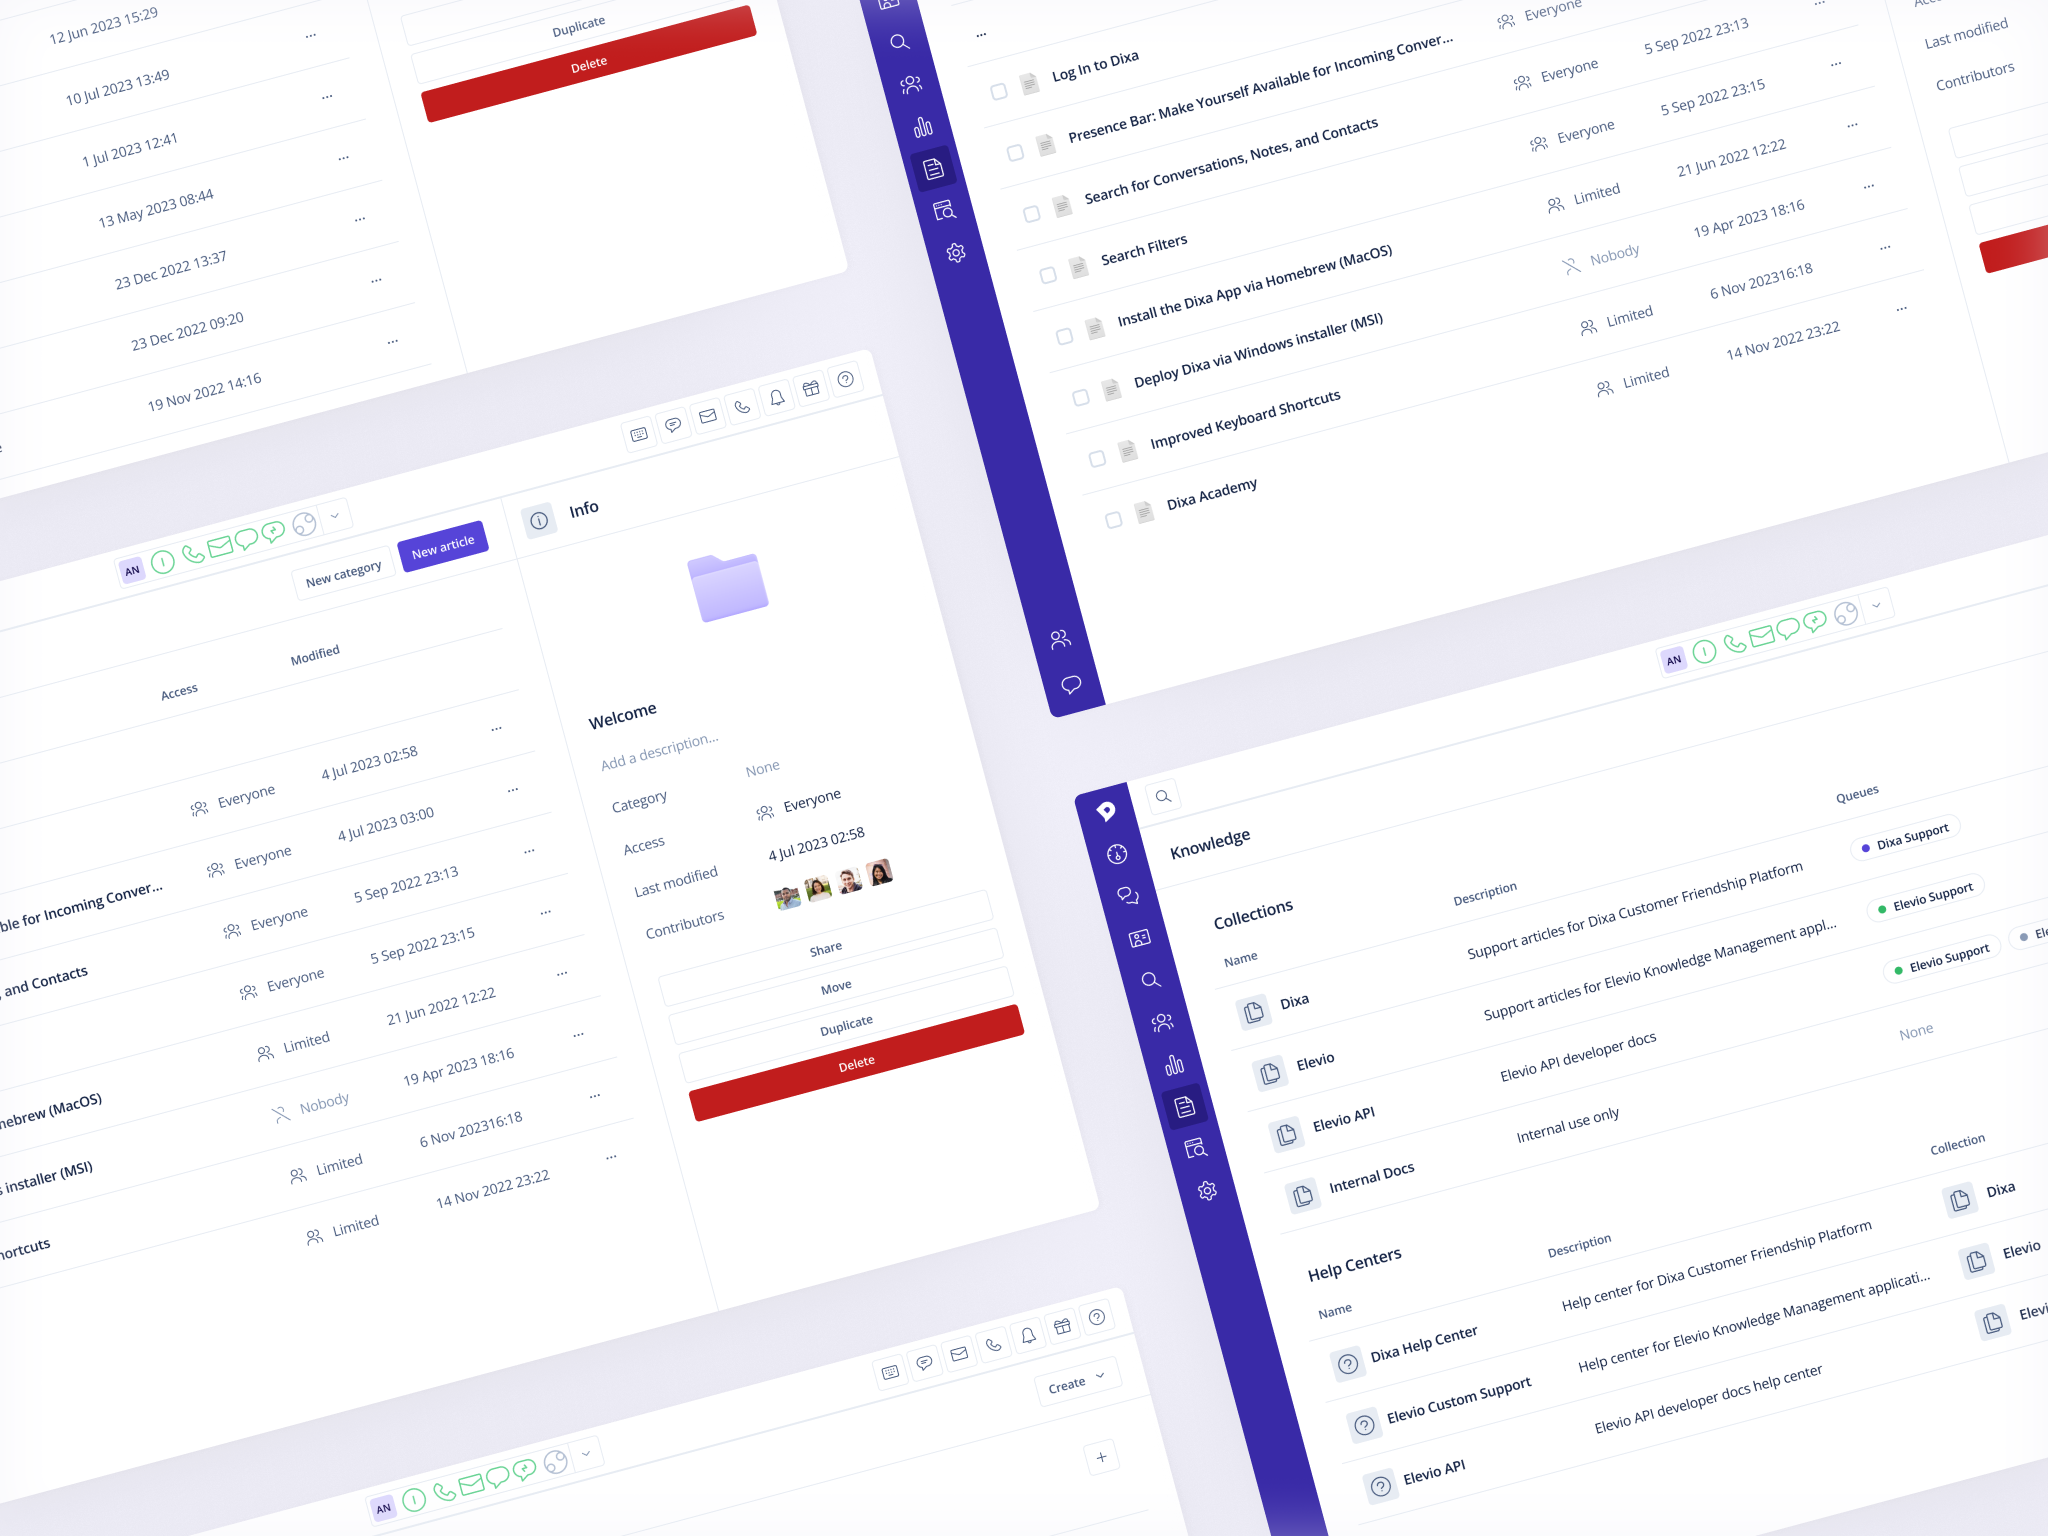 12 Jun 2023 15:29
10 Jul 2023 13:49
1 Jul 2023 12:41
13 May 2023 08:44
23 Dec 2022 13:37
23 Dec 2022 09:20
19 Nov 2022 14:16
Duplicate
Delete
...
Log In to Dixa
Everyone
Presence Bar: Make Yourself Available for Incoming Conver...
Everyone
5 Sep 2022 23:13
Search for Conversations, Notes, and Contacts
Everyone
5 Sep 2022 23:15
Search Filters
Limited
21 Jun 2022 12:22
Install the Dixa App via Homebrew (MacOS)
Nobody
19 Apr 2023 18:16
Deploy Dixa via Windows installer (MSI)
Limited
6 Nov 202316:18
Improved Keyboard Shortcuts
Limited
14 Nov 2022 23:22
Dixa Academy
Last modified
Contributors
AN
New category
New article
Access
Modified
Everyone
4 Jul 2023 02:58
ble for Incoming Conver...
Everyone
4 Jul 2023 03:00
, and Contacts
Everyone
5 Sep 2022 23:13
Everyone
5 Sep 2022 23:15
Limited
21 Jun 2022 12:22
nebrew (MacOS)
Nobody
19 Apr 2023 18:16
s installer (MSI)
Limited
6 Nov 202316:18
hortcuts
Limited
14 Nov 2022 23:22
Info
Welcome
Add a description...
Category
None
Access
Everyone
Last modified
4 Jul 2023 02:58
Contributors
Share
Move
Duplicate
Delete
AN
Create
AN
Knowledge
Collections
Name
Description
Queues
Dixa
Support articles for Dixa Customer Friendship Platform
Dixa Support
Elevio
Support articles for Elevio Knowledge Management appl...
Elevio Support
Elevio API
Elevio API developer docs
Elevio Support
Ele
Internal Docs
Internal use only
None
Help Centers
Name
Description
Collection
Dixa Help Center
Help center for Dixa Customer Friendship Platform
Dixa
Elevio Custom Support
Help center for Elevio Knowledge Management applicati...
Elevio
Elevio API
Elevio API developer docs help center
Elevi